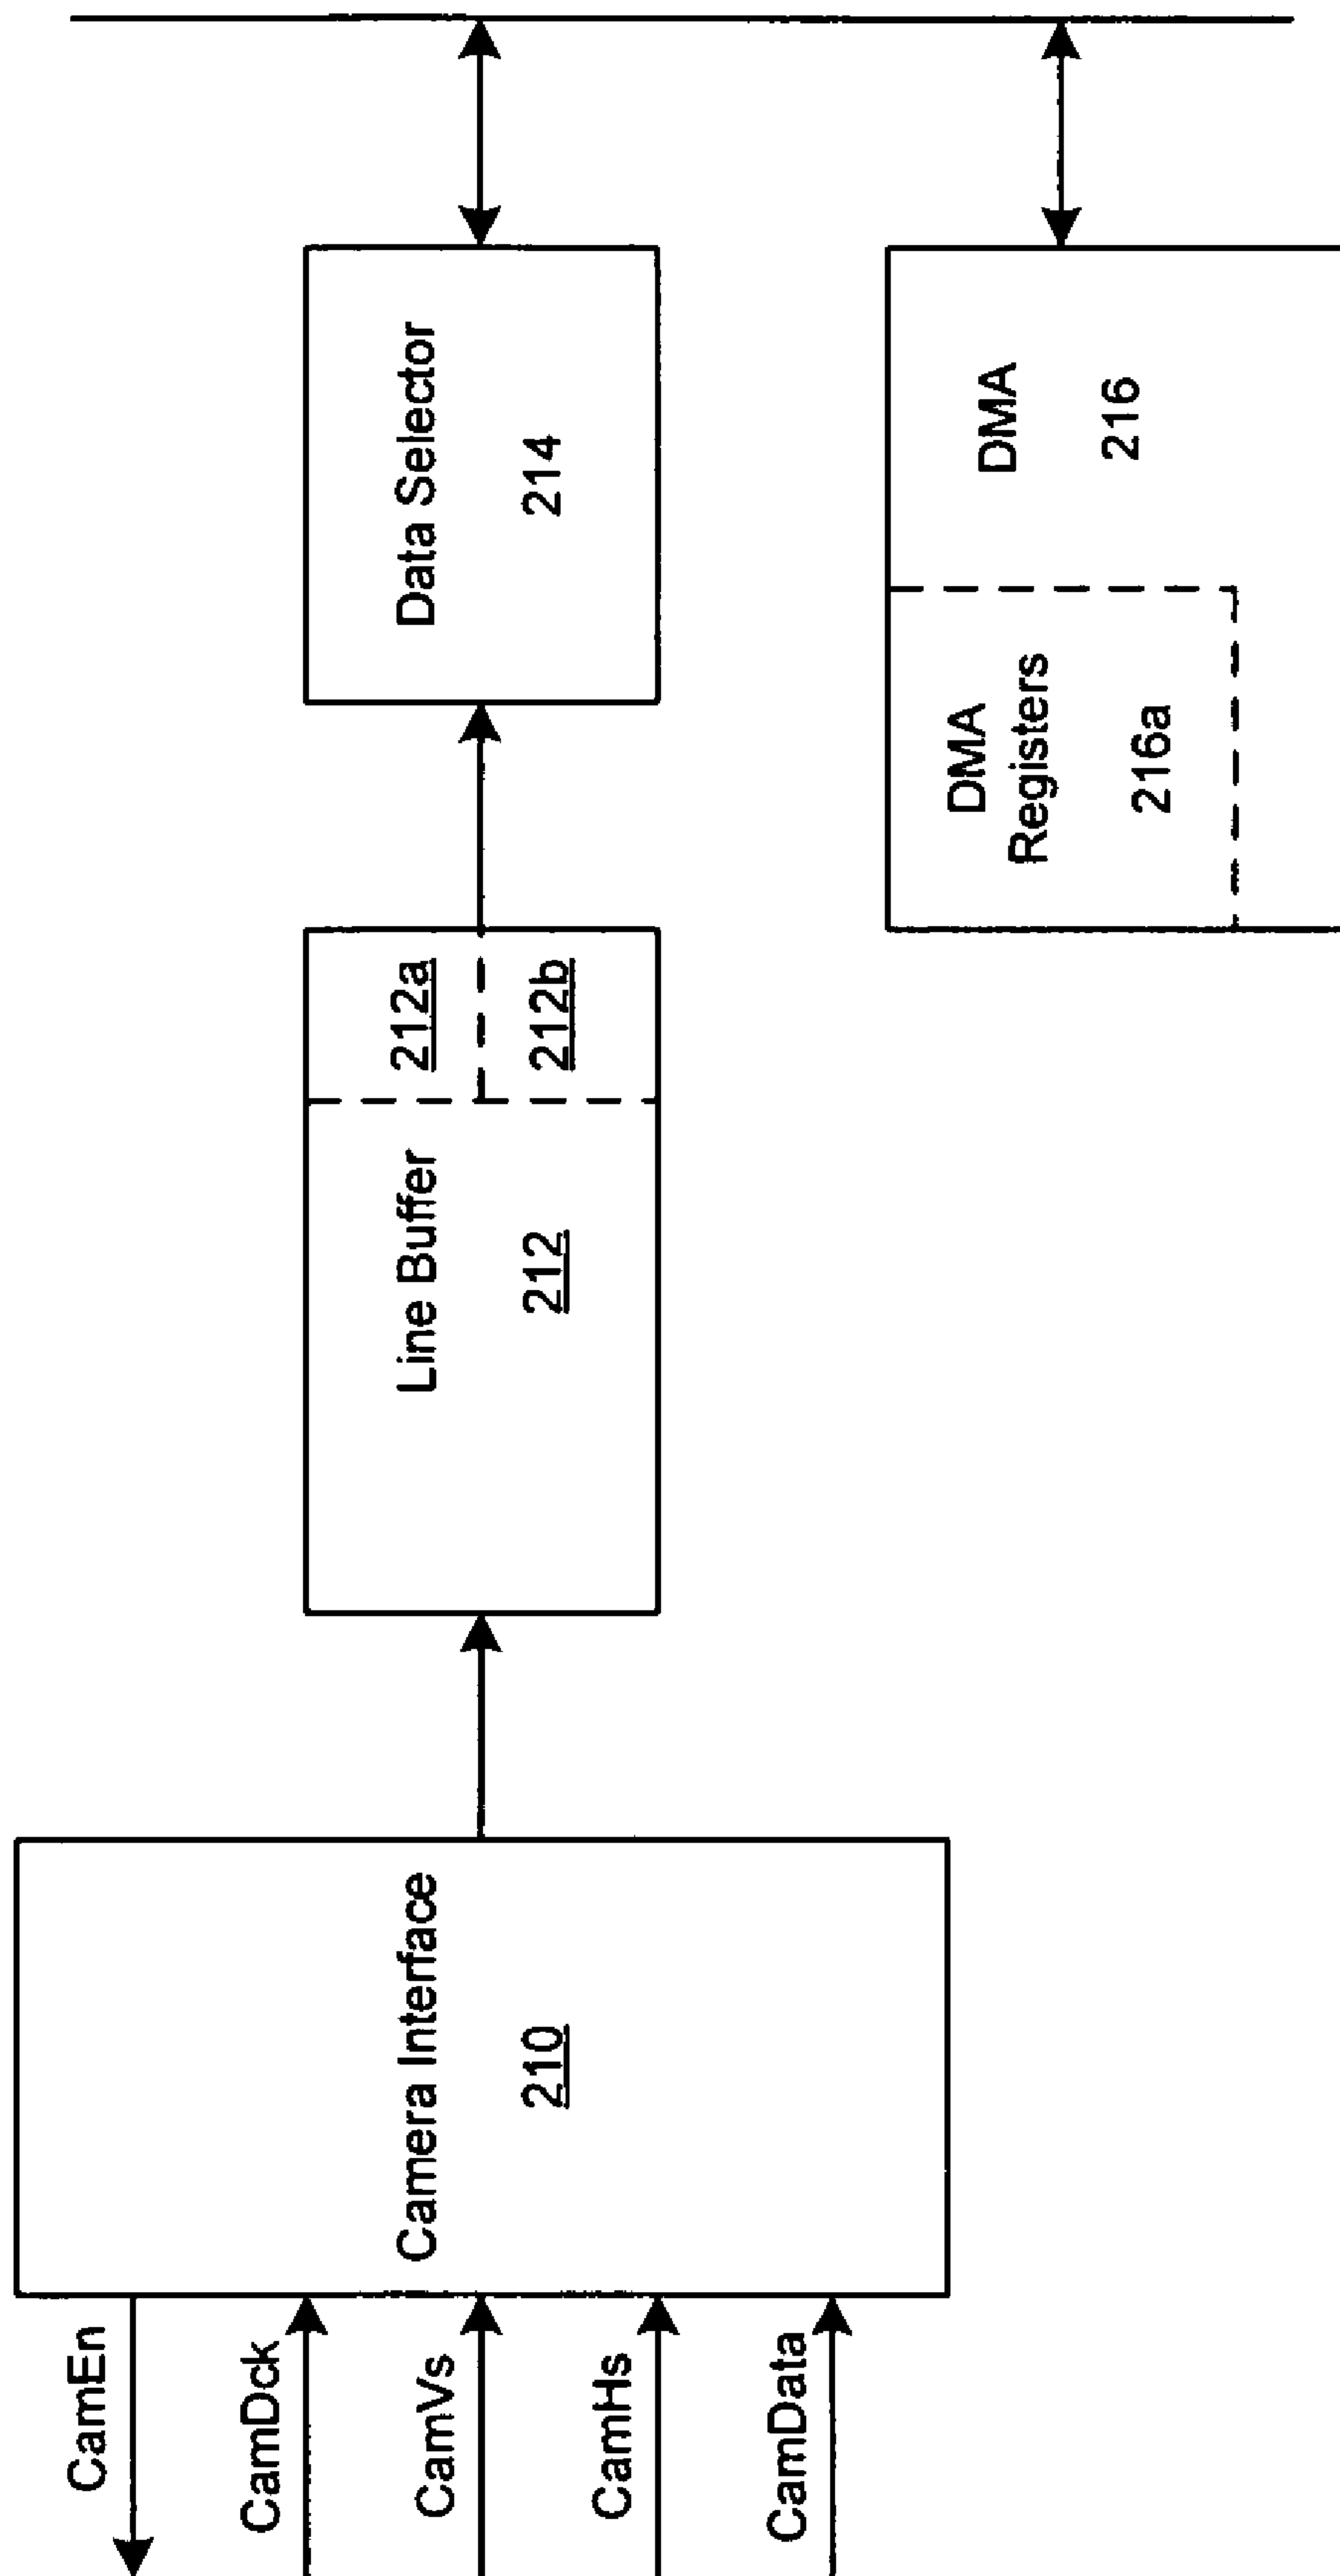 CamEn
CamDck
CamVs
CamHs
CamData
Camera Interface
210
Line Buffer
212
212a
212b
Data Selector
214
DMA
Registers
216a
DMA
216